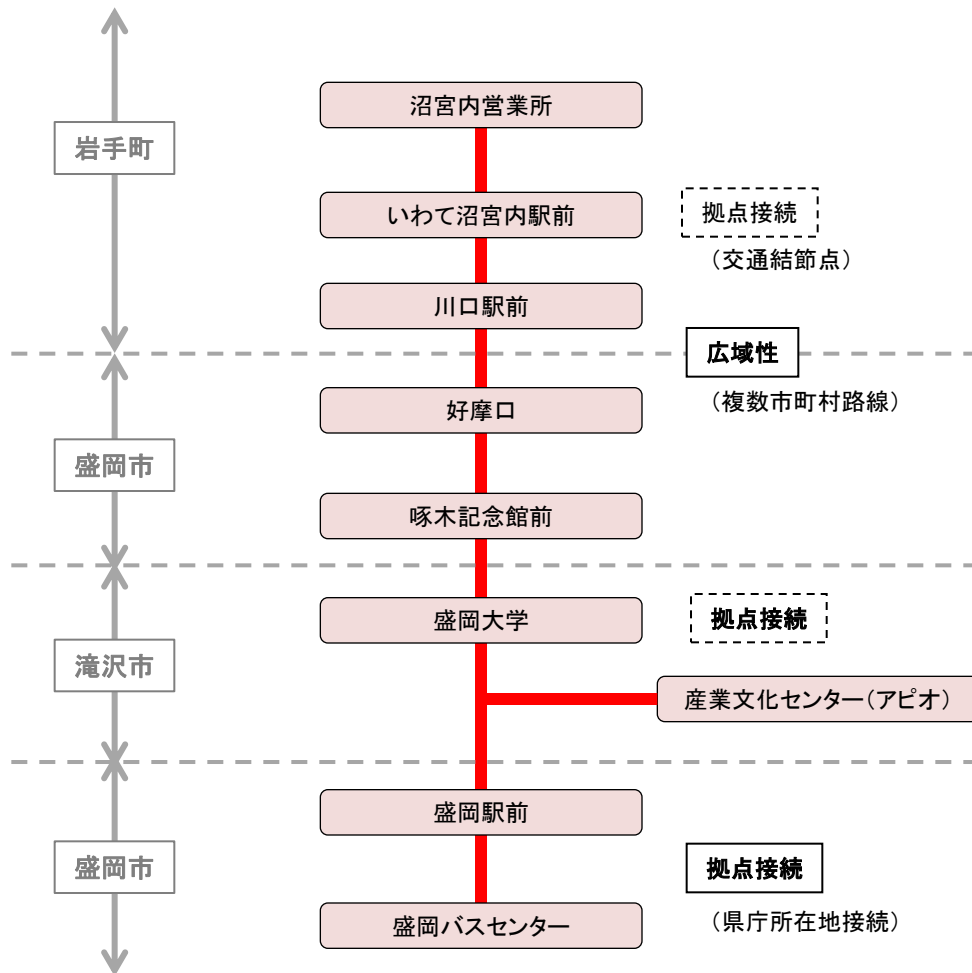 沼宮内営業所
岩手町
いわて沼宮内駅前
拠点接続
（交通結節点）
川口駅前
広域性
（複数市町村路線）
好摩口
盛岡市
啄木記念館前
盛岡大学
拠点接続
滝沢市
産業文化センター（アピオ）
盛岡駅前
盛岡市
拠点接続
（県庁所在地接続）
盛岡バスセンター